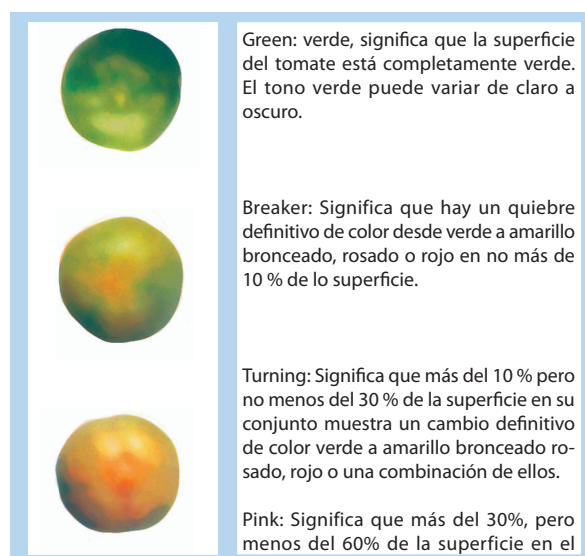 Green: verde, significa que la superficie
del tomate está completamente verde.
El tono verde puede variar de claro a
oscuro.
Breaker: Significa que hay un quiebre
definitivo de color desde verde a amarillo
bronceado, rosado o rojo en no más de
10 % de lo superficie.
Turning: Significa que más del 10 % pero
no menos del 30 % de la superficie en su
conjunto muestra un cambio definitivo
de color verde a amarillo bronceado ro-
sado, rojo o una combinación de ellos.
Pink: Significa que más del 30%, pero
menos del 60% de la superficie en el